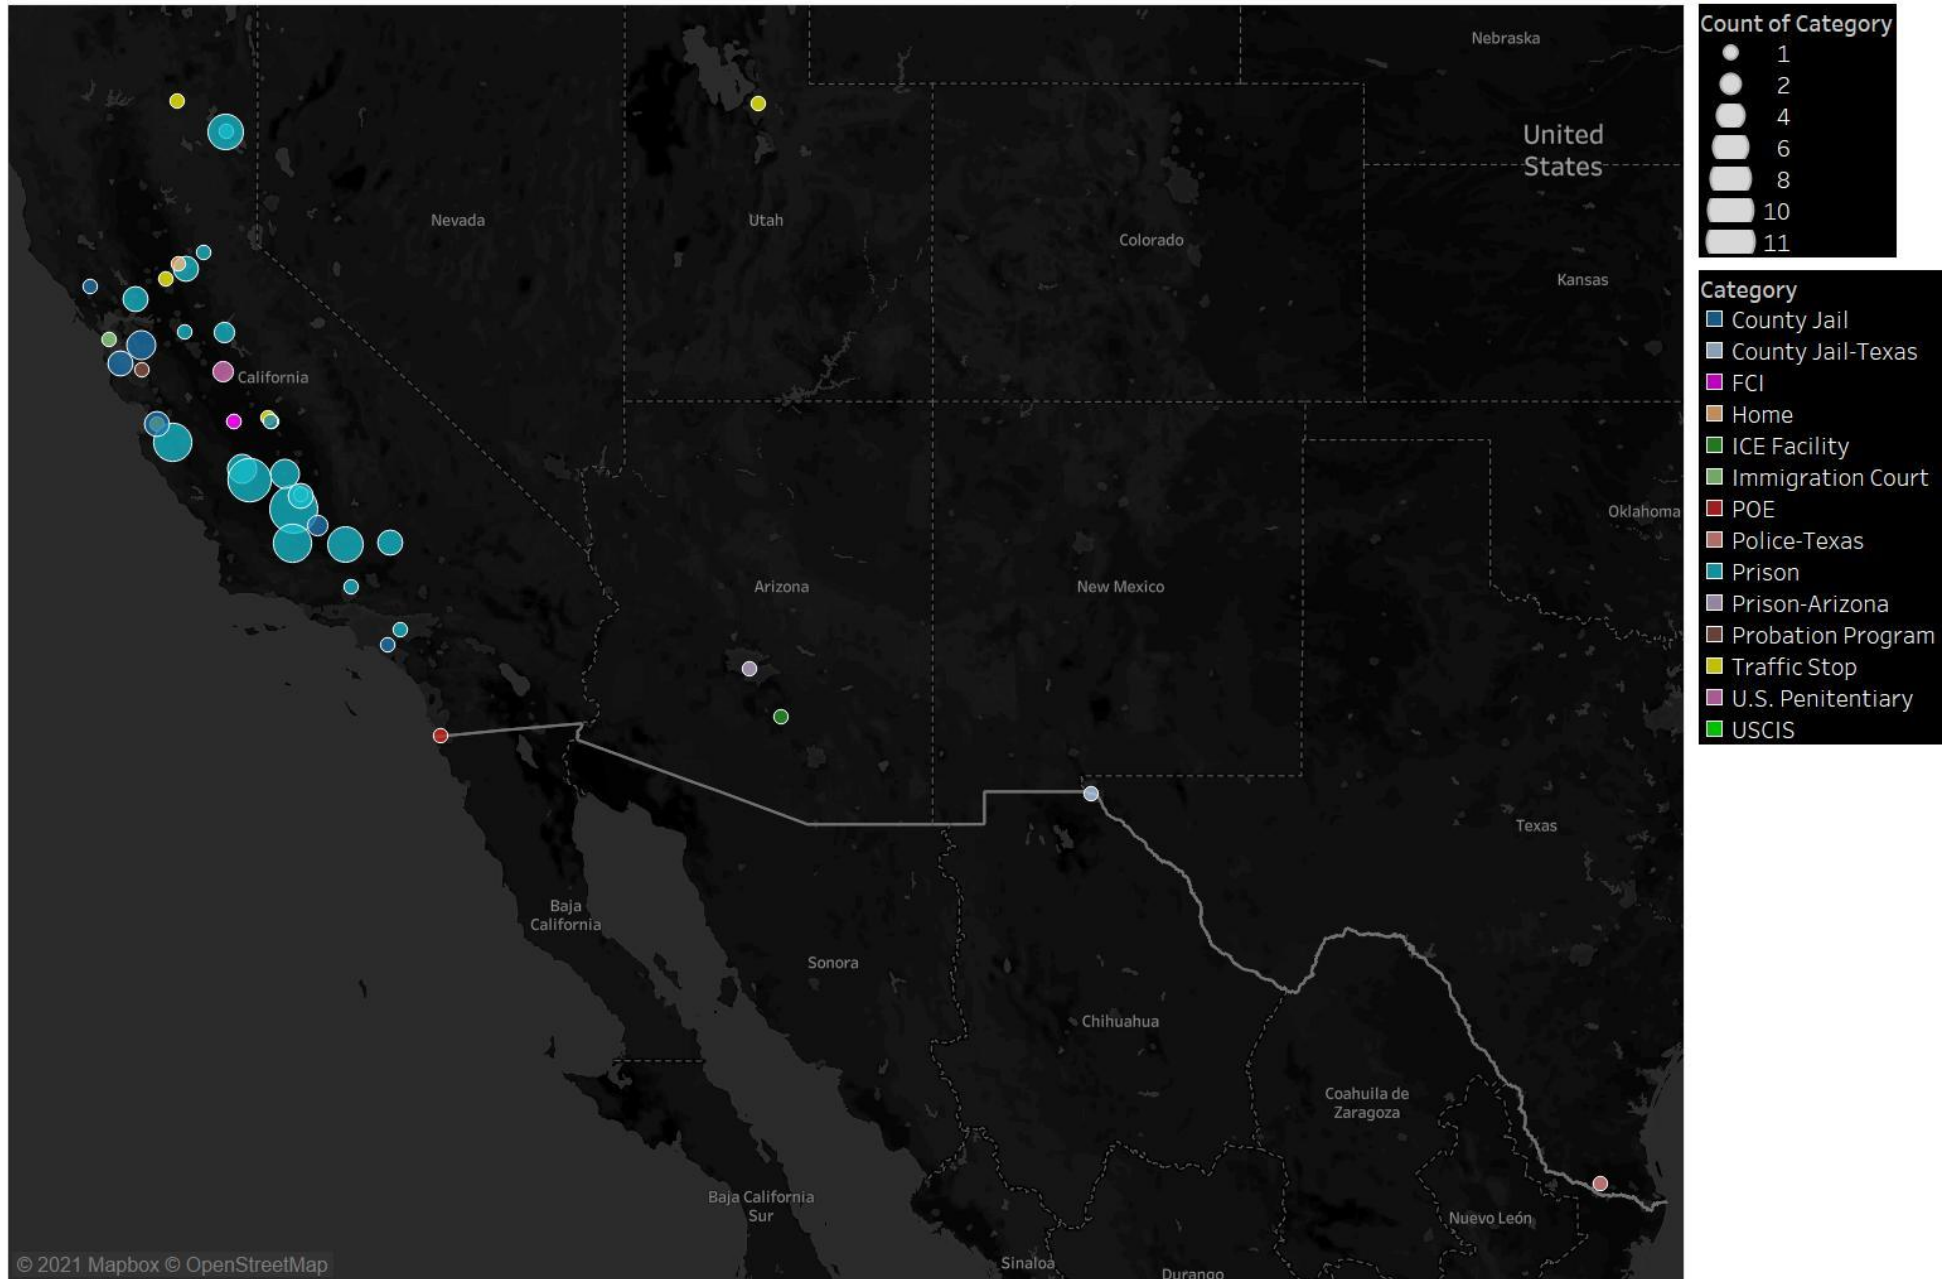 Nebraska
United
States
Nevada
Utah
Colorado
Kansas
California
Oklahoma
Arizona
New Mexico
Texas
Baja
California
Sonora
Chihuahua
Coahuila de
Zaragoza
Baja California
Sur
Nuevo León
Sinaloa
Durango
© 2021 Mapbox © OpenStreetMap
Count of Category
1
2
4
6
8
10
11
Category
County Jail
County Jail-Texas
FCI
Home
ICE Facility
Immigration Court
POE
Police-Texas
Prison
Prison-Arizona
Probation Program
Traffic Stop
U.S. Penitentiary
USCIS